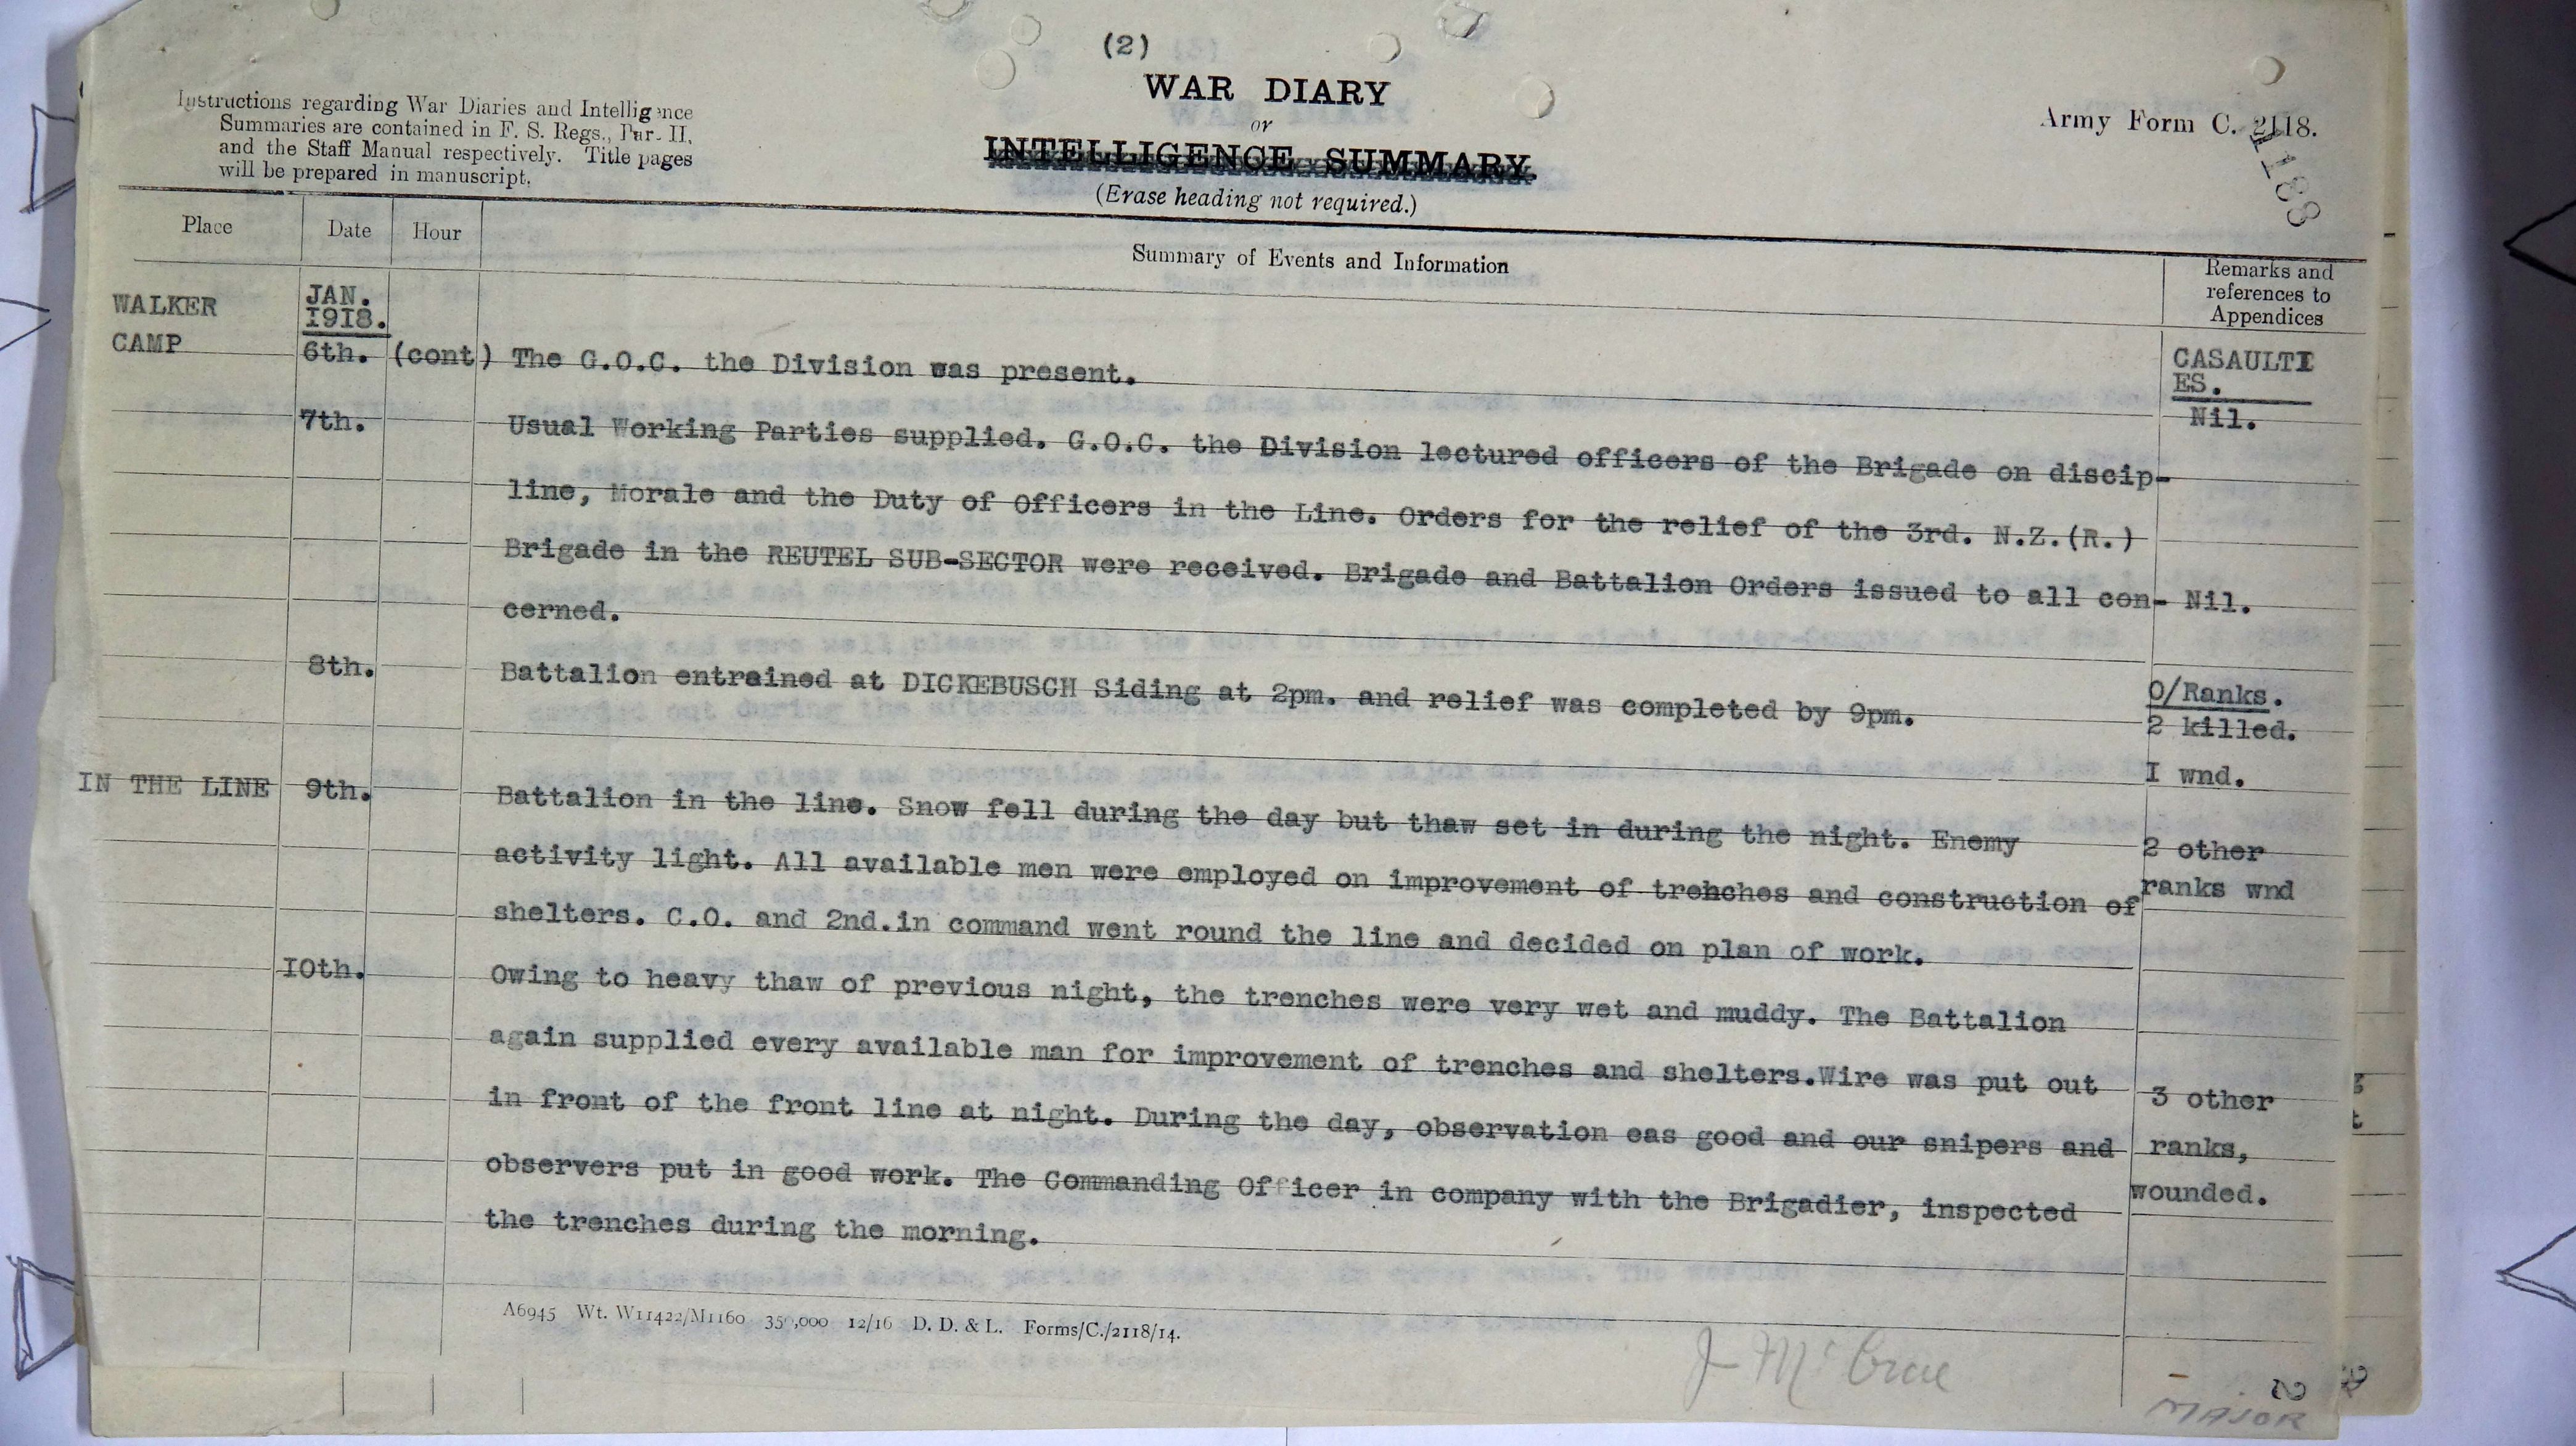 (2)
WAR DIARY
or
INTELLIGENCE SUMMARY.
(Erase heading not required.)
Instructions regarding War Diaries and Intelligence
Summaries are contained in F. S. Regs., Part II.
and the Staff Manual respectively. Title pages
will be prepared in manuscript.
Army Form C. 2118.
Place Date Hour Summary of Events and Information Remarks and
references to
Appendices
WALKER
CAMP
JAN.
1918.
CASAULTI
ES.
6th. (cont) The G.O.C. the Division was present. Nil.
7th. Usual Working Parties supplied. G.O.C. the Division lectured officers of the Brigade on discip-
line, Morale and the Duty of Officers in the Line. Orders for the relief of the 3rd. N.Z.(R.)
Brigade in the REUTEL SUB-SECTOR were received. Brigade and Battalion Orders issued to all con- Nil.
cerned.
8th. Battalion entrained at DICKEBUSCH Siding at 2pm. and relief was completed by 9pm. O/Ranks.
2 killed.
I wnd.
IN THE LINE 9th. Battalion in the line. Snow fell during the day but thaw set in during the night. Enemy 2 other
activity light. All available men were employed on improvement of trehches and construction of ranks wnd
shelters. C.O. and 2nd.in command went round the line and decided on plan of work.
I0th. Owing to heavy thaw of previous night, the trenches were very wet and muddy. The Battalion
again supplied every available man for improvement of trenches and shelters.Wire was put out 3 other
in front of the front line at night. During the day, observation eas good and our snipers and ranks,
observers put in good work. The Commanding Officer in company with the Brigadier, inspected wounded.
the trenches during the morning.
A6945 Wt. W11422/M1160 35 ,000 12/16 D. D. & L. Forms/C./2118/14.
J McCrae
MAJOR